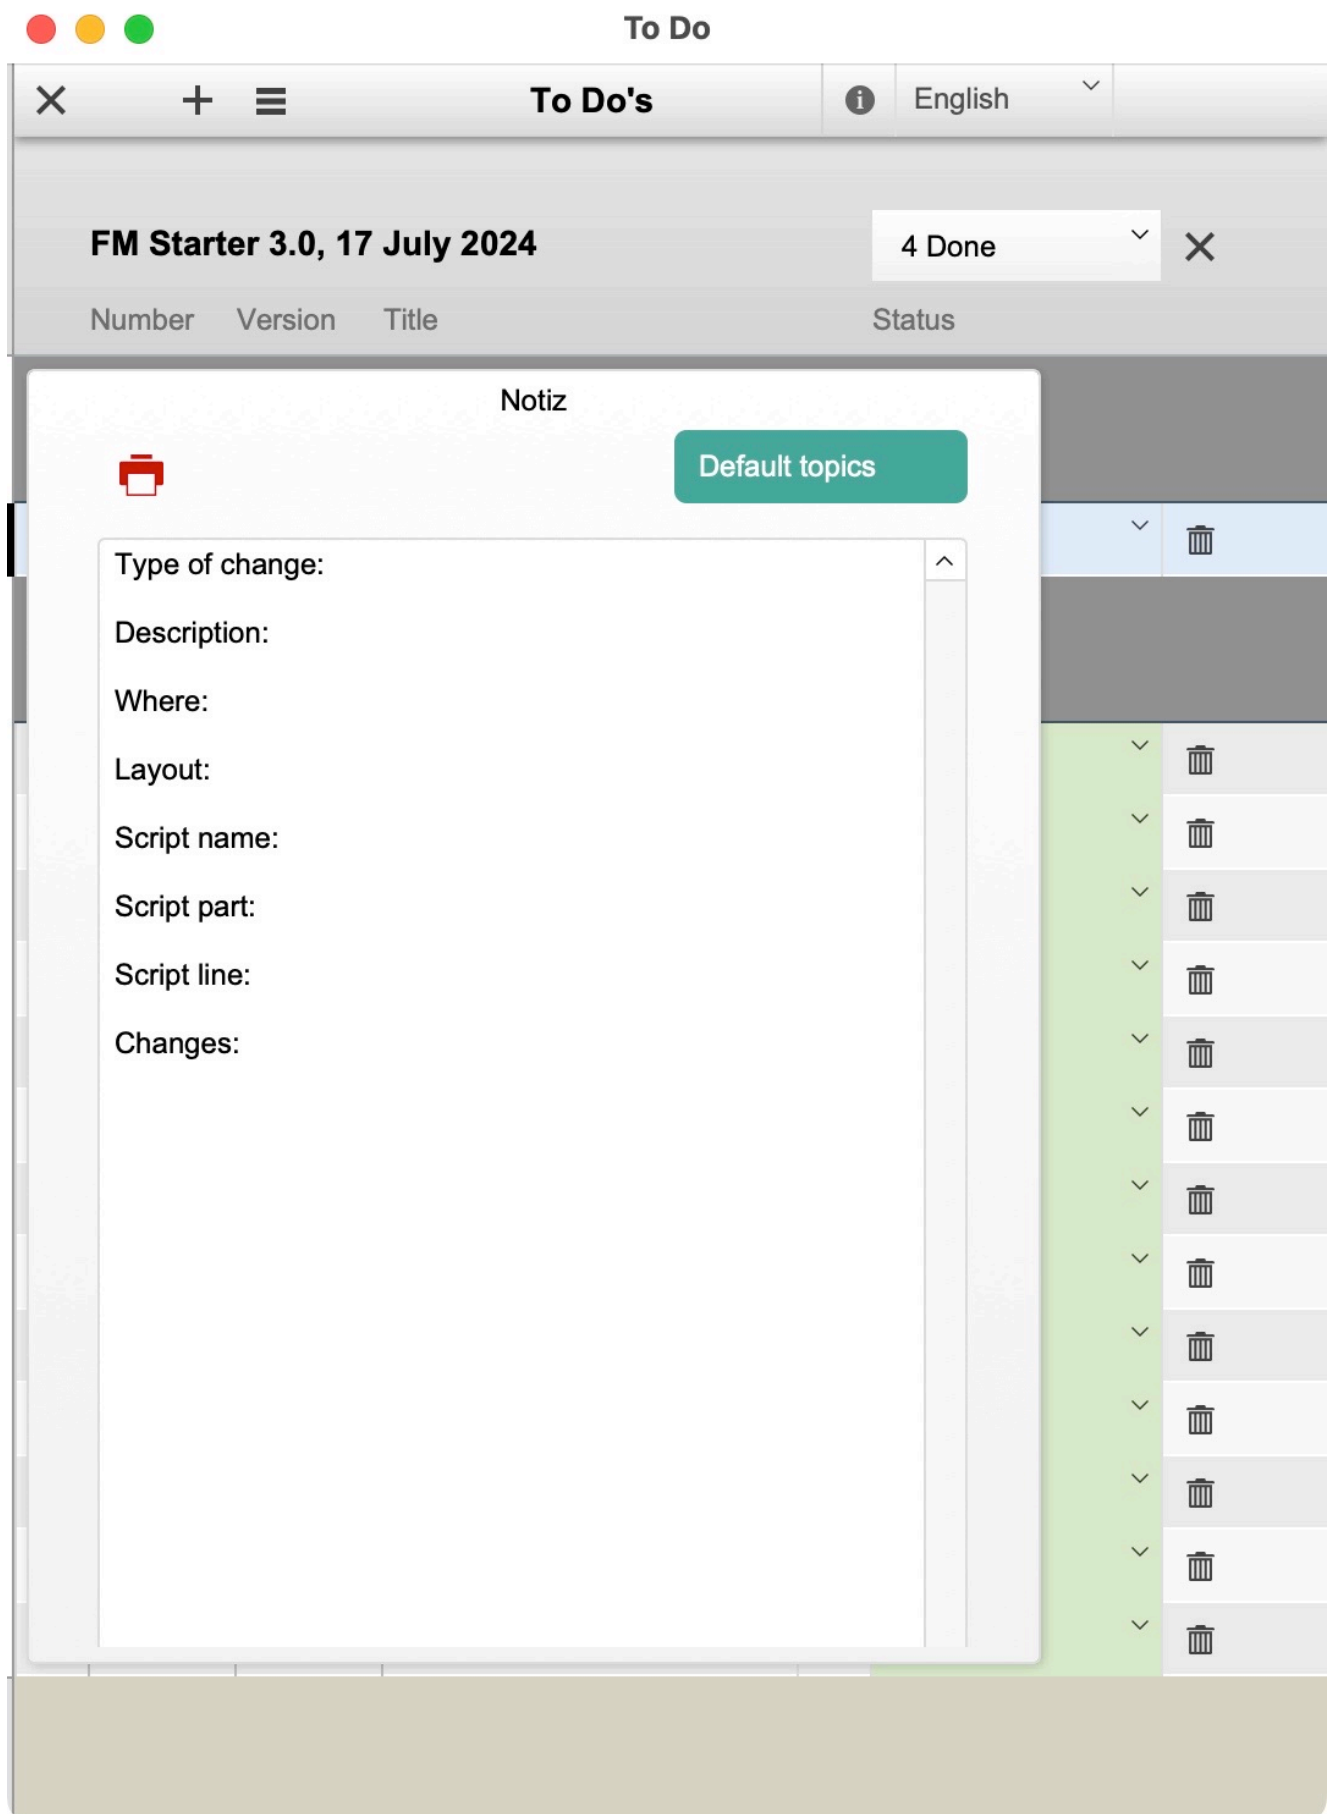 To Do
To Do's
English
FM Starter 3.0, 17 July 2024
4 Done
Number Version Title Status
Notiz
Default topics
Type of change:
Description:
Where:
Layout:
Script name:
Script part:
Script line:
Changes: